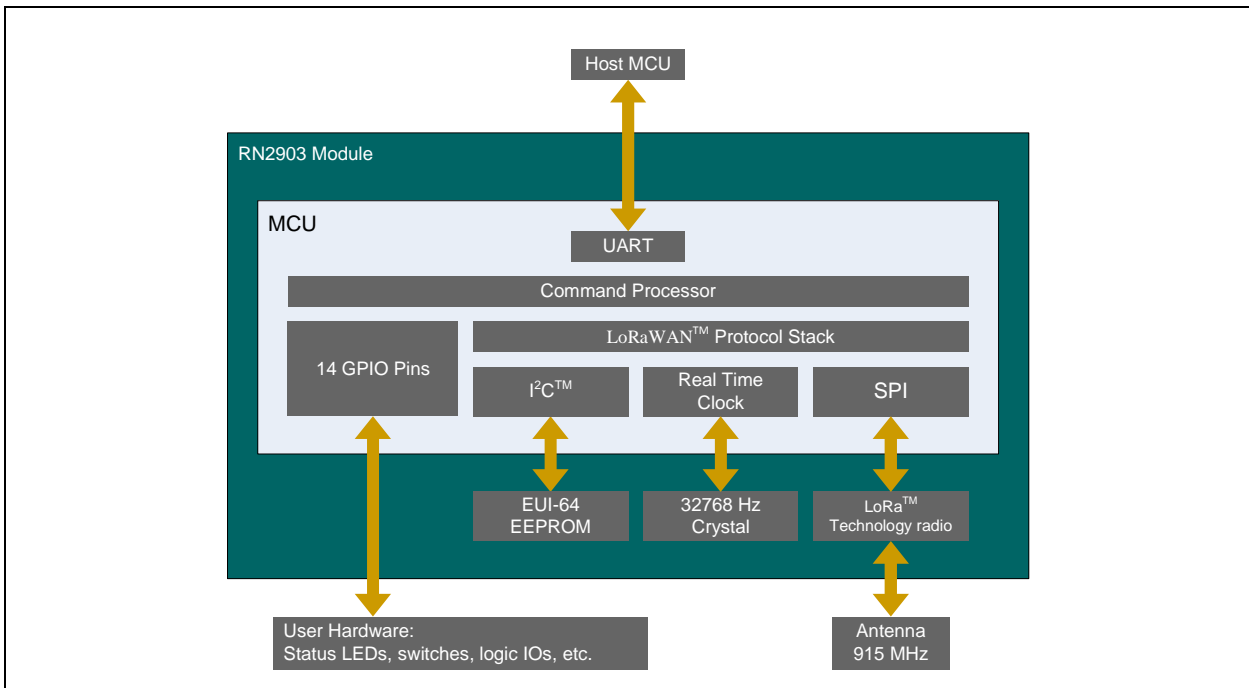 Host MCU
RN2903 Module
MCU
UART
Command Processor
LoRaWAN™ Protocol Stack
14 GPIO Pins
I²C™
Real Time
Clock
SPI
EUI-64
EEPROM
32768 Hz
Crystal
LoRa™
Technology radio
User Hardware:
Status LEDs, switches, logic IOs, etc.
Antenna
915 MHz